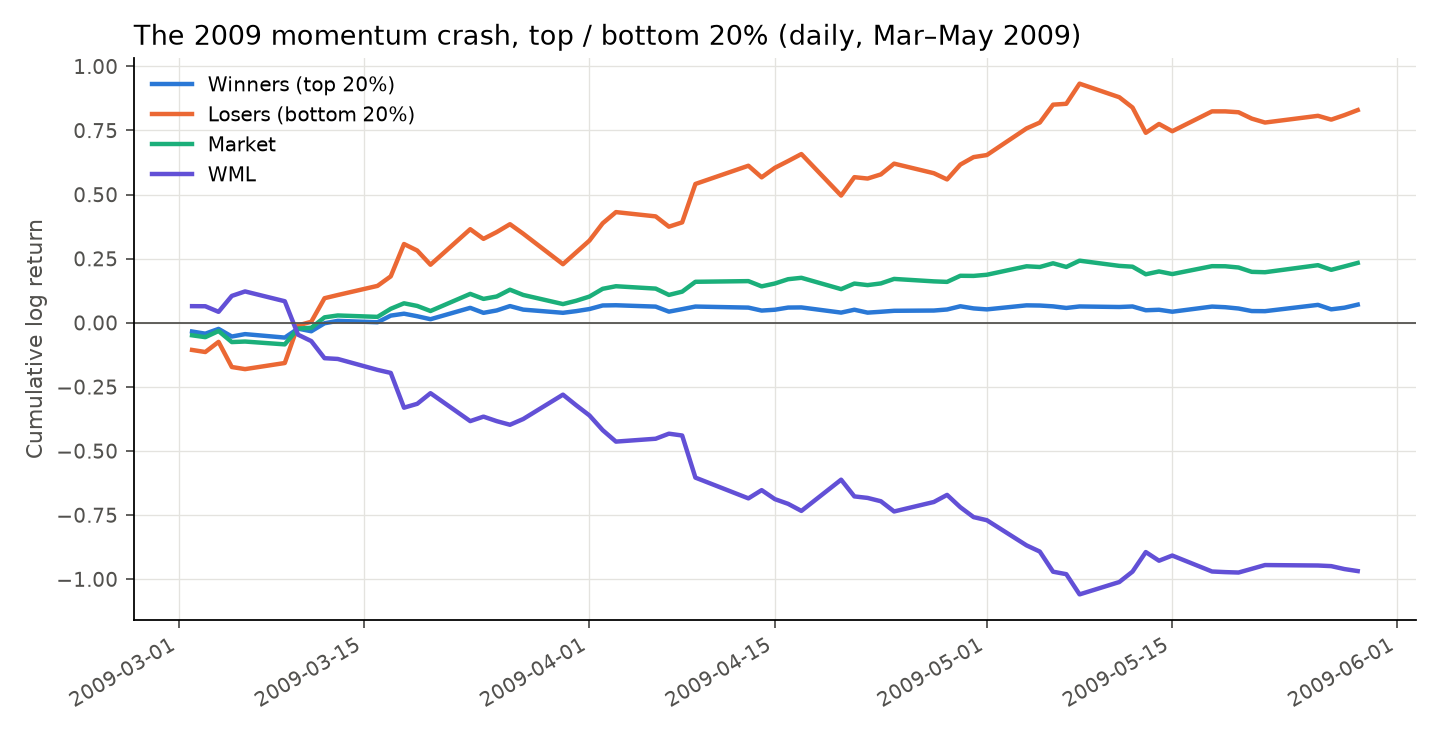 The 2009 momentum crash, top / bottom 20% (daily, Mar–May 2009)
Winners (top 20%)
Losers (bottom 20%)
Market
WML
Cumulative log return
1.00
0.75
0.50
0.25
0.00
−0.25
−0.50
−0.75
−1.00
2009-03-01
2009-03-15
2009-04-01
2009-04-15
2009-05-01
2009-05-15
2009-06-01